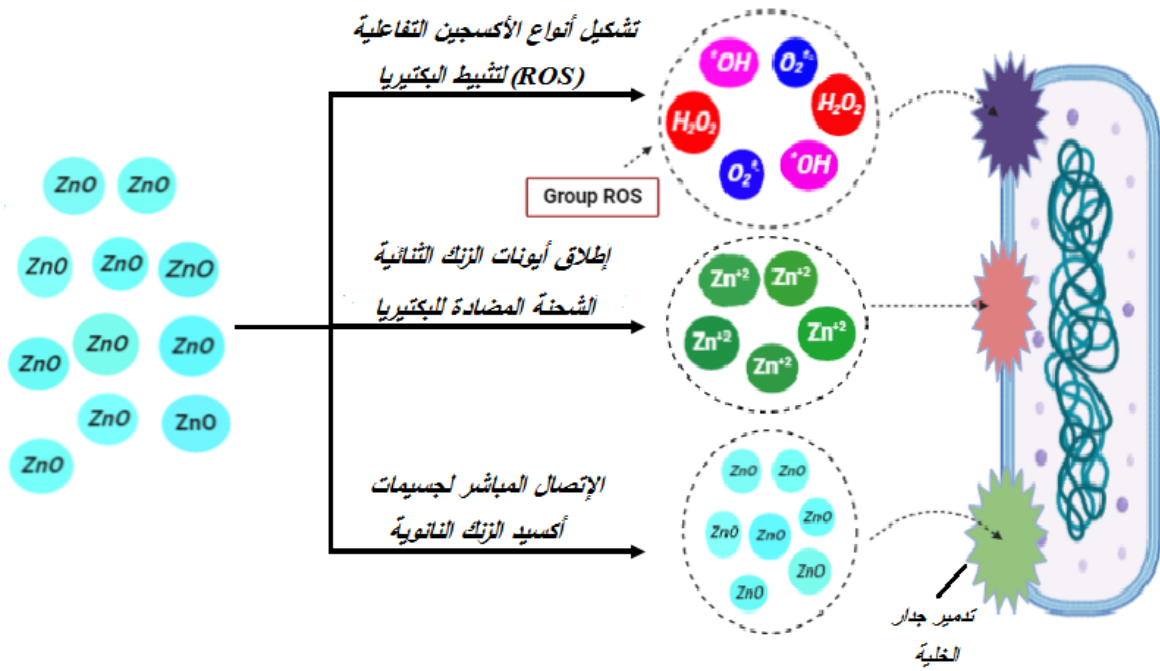 تشكيل أنواع الأكسجين التفاعلية
(ROS) لتثبيط البكتيريا
*OH
O₂*⁻
H₂O₂
H₂O₂
O₂*⁻
*OH
Group ROS
ZnO
ZnO
ZnO
ZnO
ZnO
ZnO
ZnO
ZnO
ZnO
ZnO
ZnO
إطلاق أيونات الزنك الثنائية
الشحنة المضادة للبكتيريا
Zn⁺²
Zn⁺²
Zn⁺²
Zn⁺²
Zn⁺²
الإتصال المباشر لجسيمات
أكسيد الزنك النانوية
ZnO
ZnO
ZnO
ZnO
ZnO
ZnO
ZnO
تدمير جدار
الخلية